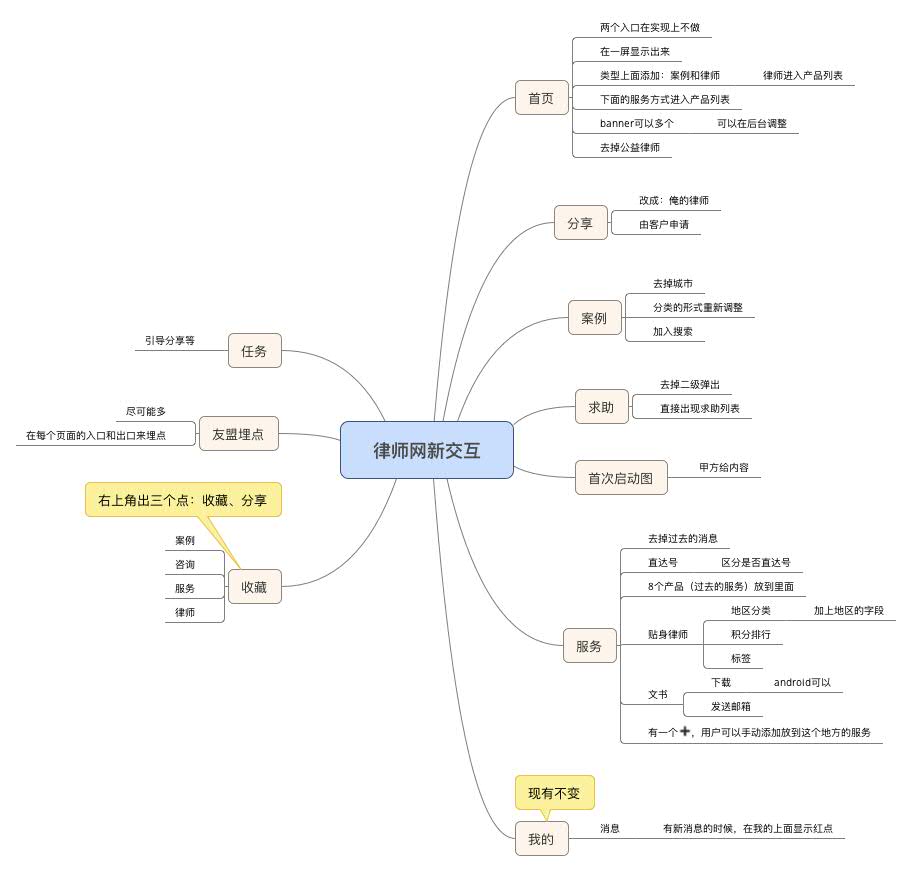 律师网新交互
首页
两个入口在实现上不做
在一屏显示出来
类型上面添加：案例和律师
律师进入产品列表
下面的服务方式进入产品列表
banner可以多个
可以在后台调整
去掉公益律师
分享
改成：俺的律师
由客户申请
案例
去掉城市
分类的形式重新调整
加入搜索
求助
去掉二级弹出
直接出现求助列表
首次启动图
甲方给内容
服务
去掉过去的消息
直达号
区分是否直达号
8个产品（过去的服务）放到里面
贴身律师
地区分类
加上地区的字段
积分排行
标签
文书
下载
android可以
发送邮箱
有一个➕，用户可以手动添加放到这个地方的服务
现有不变
我的
消息
有新消息的时候，在我的上面显示红点
任务
引导分享等
友盟埋点
尽可能多
在每个页面的入口和出口来埋点
右上角出三个点：收藏、分享
收藏
案例
咨询
服务
律师